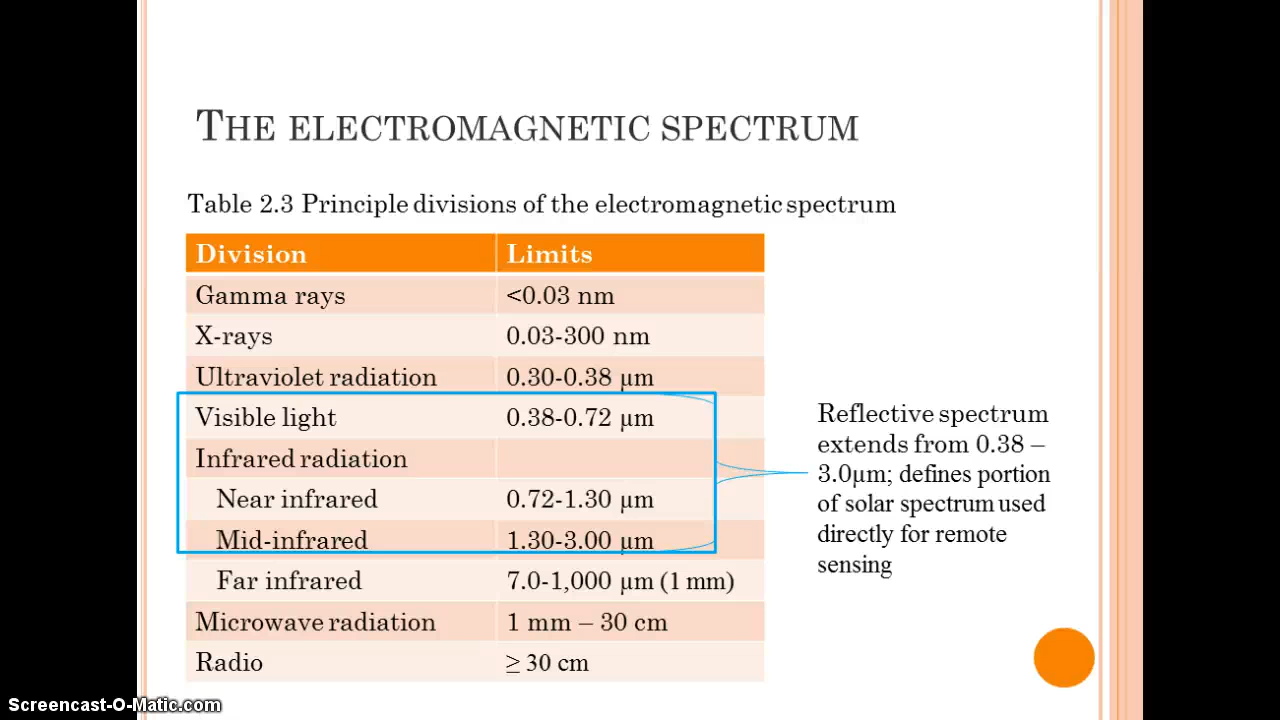 THE ELECTROMAGNETIC SPECTRUM
Table 2.3 Principle divisions of the electromagnetic spectrum
Division Limits
Gamma rays <0.03 nm
X-rays 0.03-300 nm
Ultraviolet radiation 0.30-0.38 µm
Visible light 0.38-0.72 µm
Infrared radiation
Near infrared 0.72-1.30 µm
Mid-infrared 1.30-3.00 µm
Far infrared 7.0-1,000 µm (1 mm)
Microwave radiation 1 mm – 30 cm
Radio ≥ 30 cm
Reflective spectrum
extends from 0.38 –
3.0µm; defines portion
of solar spectrum used
directly for remote
sensing
Screencast-O-Matic.com